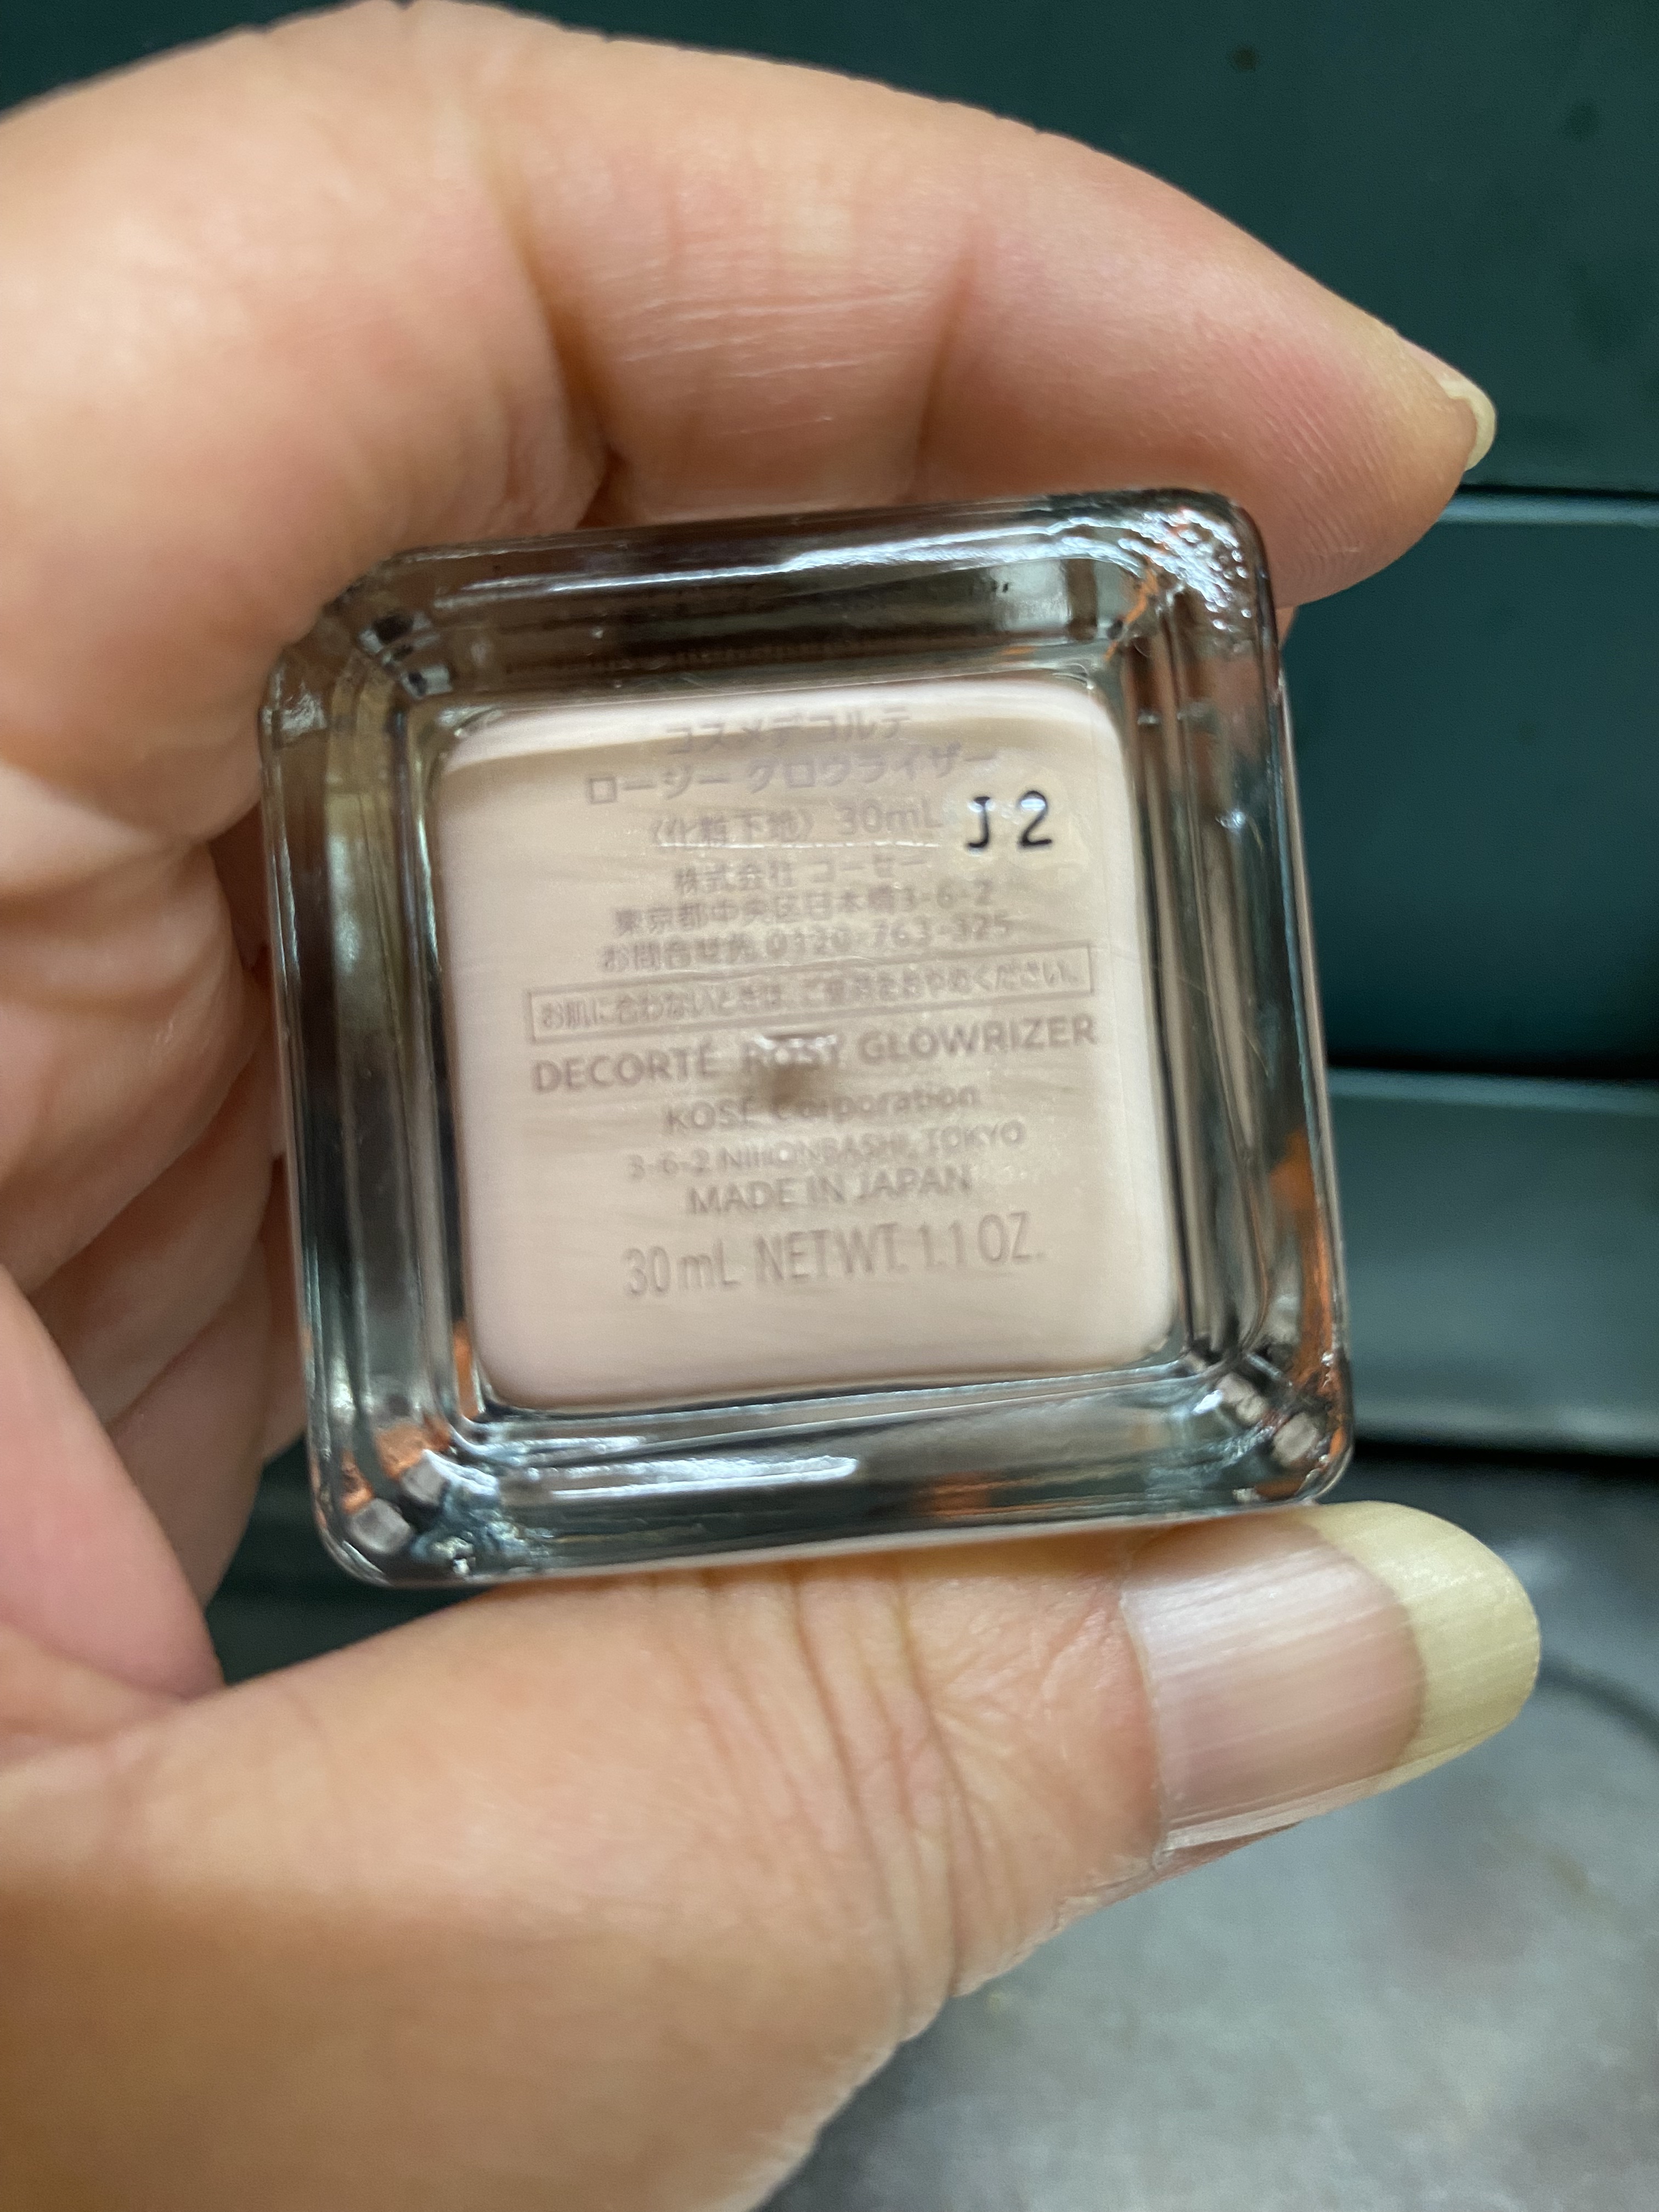 コスメデコルテ
ロージー グロウライザー
〈化粧下地〉 30mL J2
株式会社 コーセー
東京都中央区日本橋3-6-2
お問合せ先 0120-763-325
お肌に合わないときは、ご使用をおやめください。
DECORTÉ ROSY GLOWRIZER
KOSÉ Corporation
3-6-2 NIHONBASHI, TOKYO
MADE IN JAPAN
30 mL NET WT. 1.1 OZ.